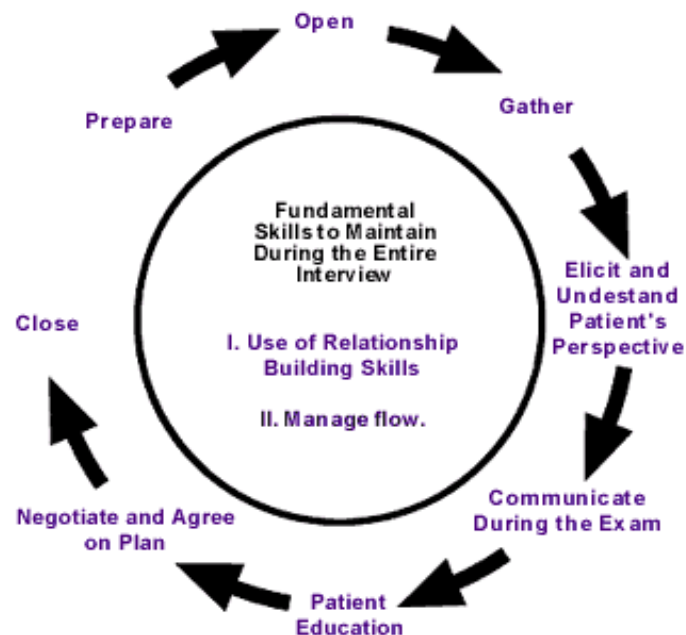 Open
Gather
Prepare
Fundamental
Skills to Maintain
During the Entire
Interview
Elicit and
Undestand
Patient's
Perspective
Close
I. Use of Relationship
Building Skills
II. Manage flow.
Communicate
During the Exam
Negotiate and Agree
on Plan
Patient
Education